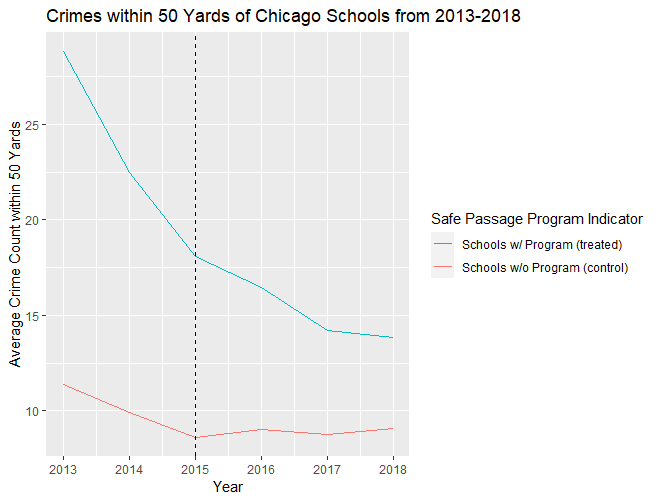 Crimes within 50 Yards of Chicago Schools from 2013-2018
Average Crime Count within 50 Yards
25
20
15
10
2013 2014 2015 2016 2017 2018
Year
Safe Passage Program Indicator
Schools w/ Program (treated)
Schools w/o Program (control)